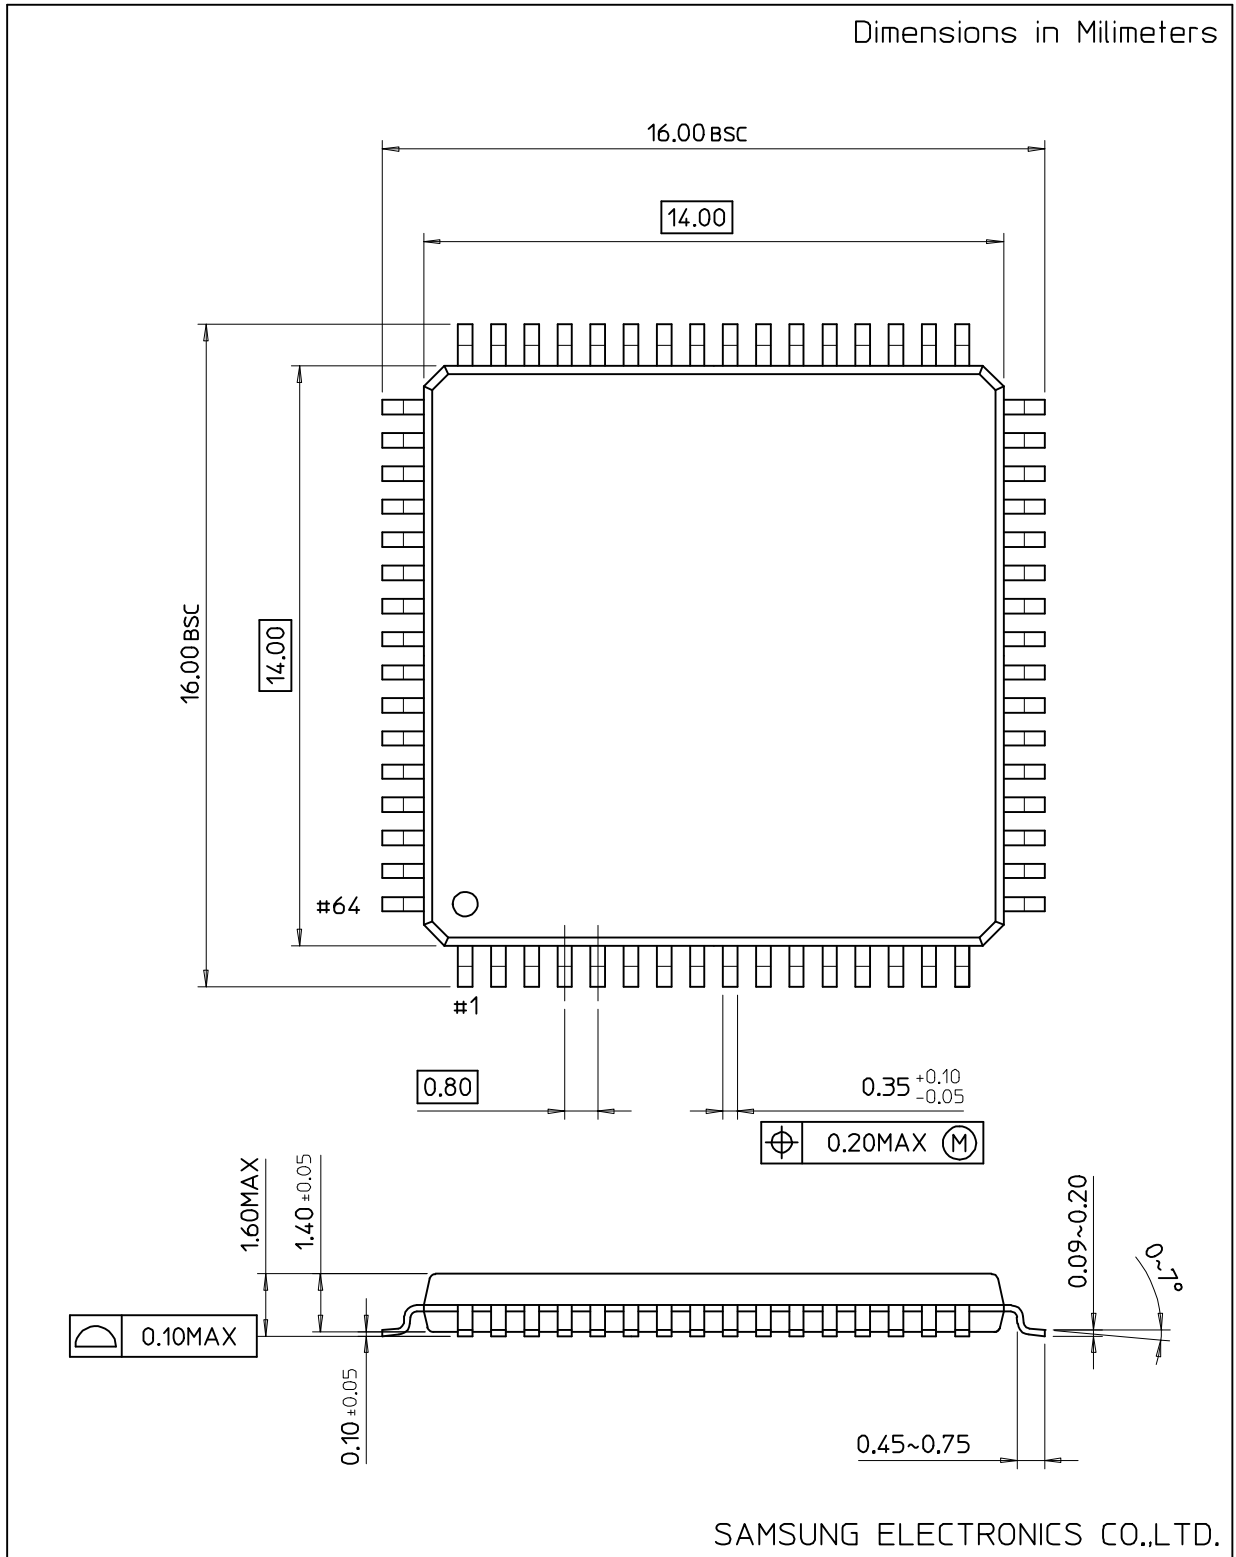 Dimensions in Milimeters
16.00 BSC
14.00
16.00 BSC
14.00
#64
#1
0.80
0.35 +0.10 -0.05
0.20MAX M
1.60MAX
1.40 ±0.05
0.09~0.20
0~7°
0.10MAX
0.10 ±0.05
0.45~0.75
SAMSUNG ELECTRONICS CO.,LTD.